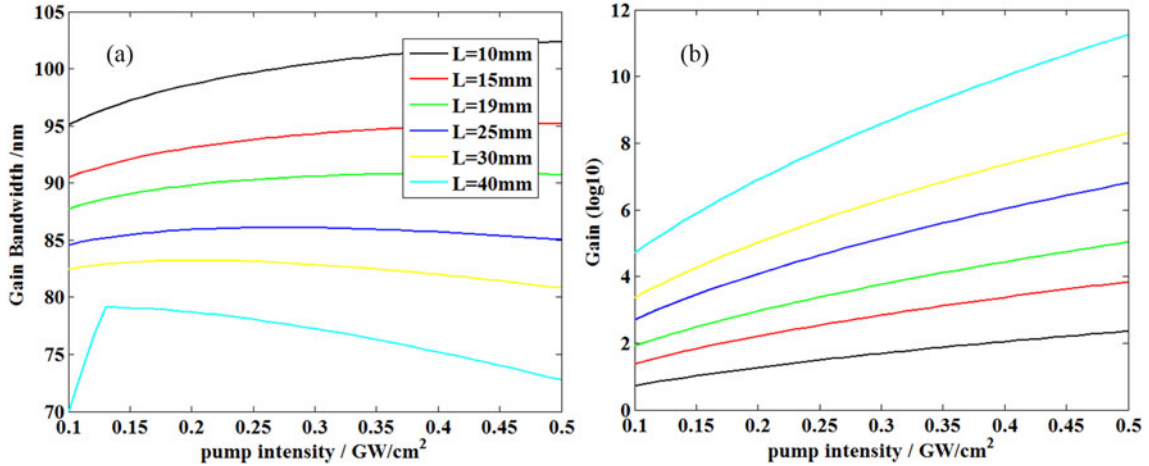 (a)
Gain Bandwidth /nm
105
100
95
90
85
80
75
70
0.1 0.15 0.2 0.25 0.3 0.35 0.4 0.45 0.5
pump intensity / GW/cm²
L=10mm
L=15mm
L=19mm
L=25mm
L=30mm
L=40mm
(b)
Gain (log10)
12
10
8
6
4
2
0
0.1 0.15 0.2 0.25 0.3 0.35 0.4 0.45 0.5
pump intensity / GW/cm²